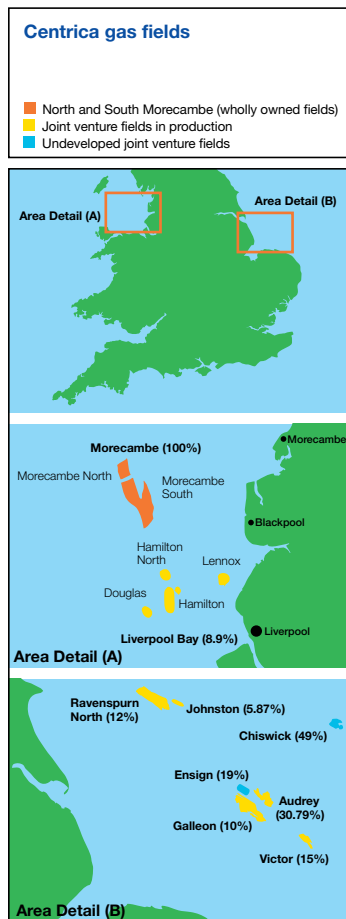 Centrica gas fields
North and South Morecambe (wholly owned fields)
Joint venture fields in production
Undeveloped joint venture fields
Area Detail (A)
Area Detail (B)
Morecambe
Morecambe (100%)
Morecambe North
Morecambe
South
Blackpool
Hamilton
North
Lennox
Douglas
Hamilton
Liverpool
Liverpool Bay (8.9%)
Area Detail (A)
Ravenspurn
North (12%)
Johnston (5.87%)
Chiswick (49%)
Ensign (19%)
Audrey
(30.79%)
Galleon (10%)
Victor (15%)
Area Detail (B)